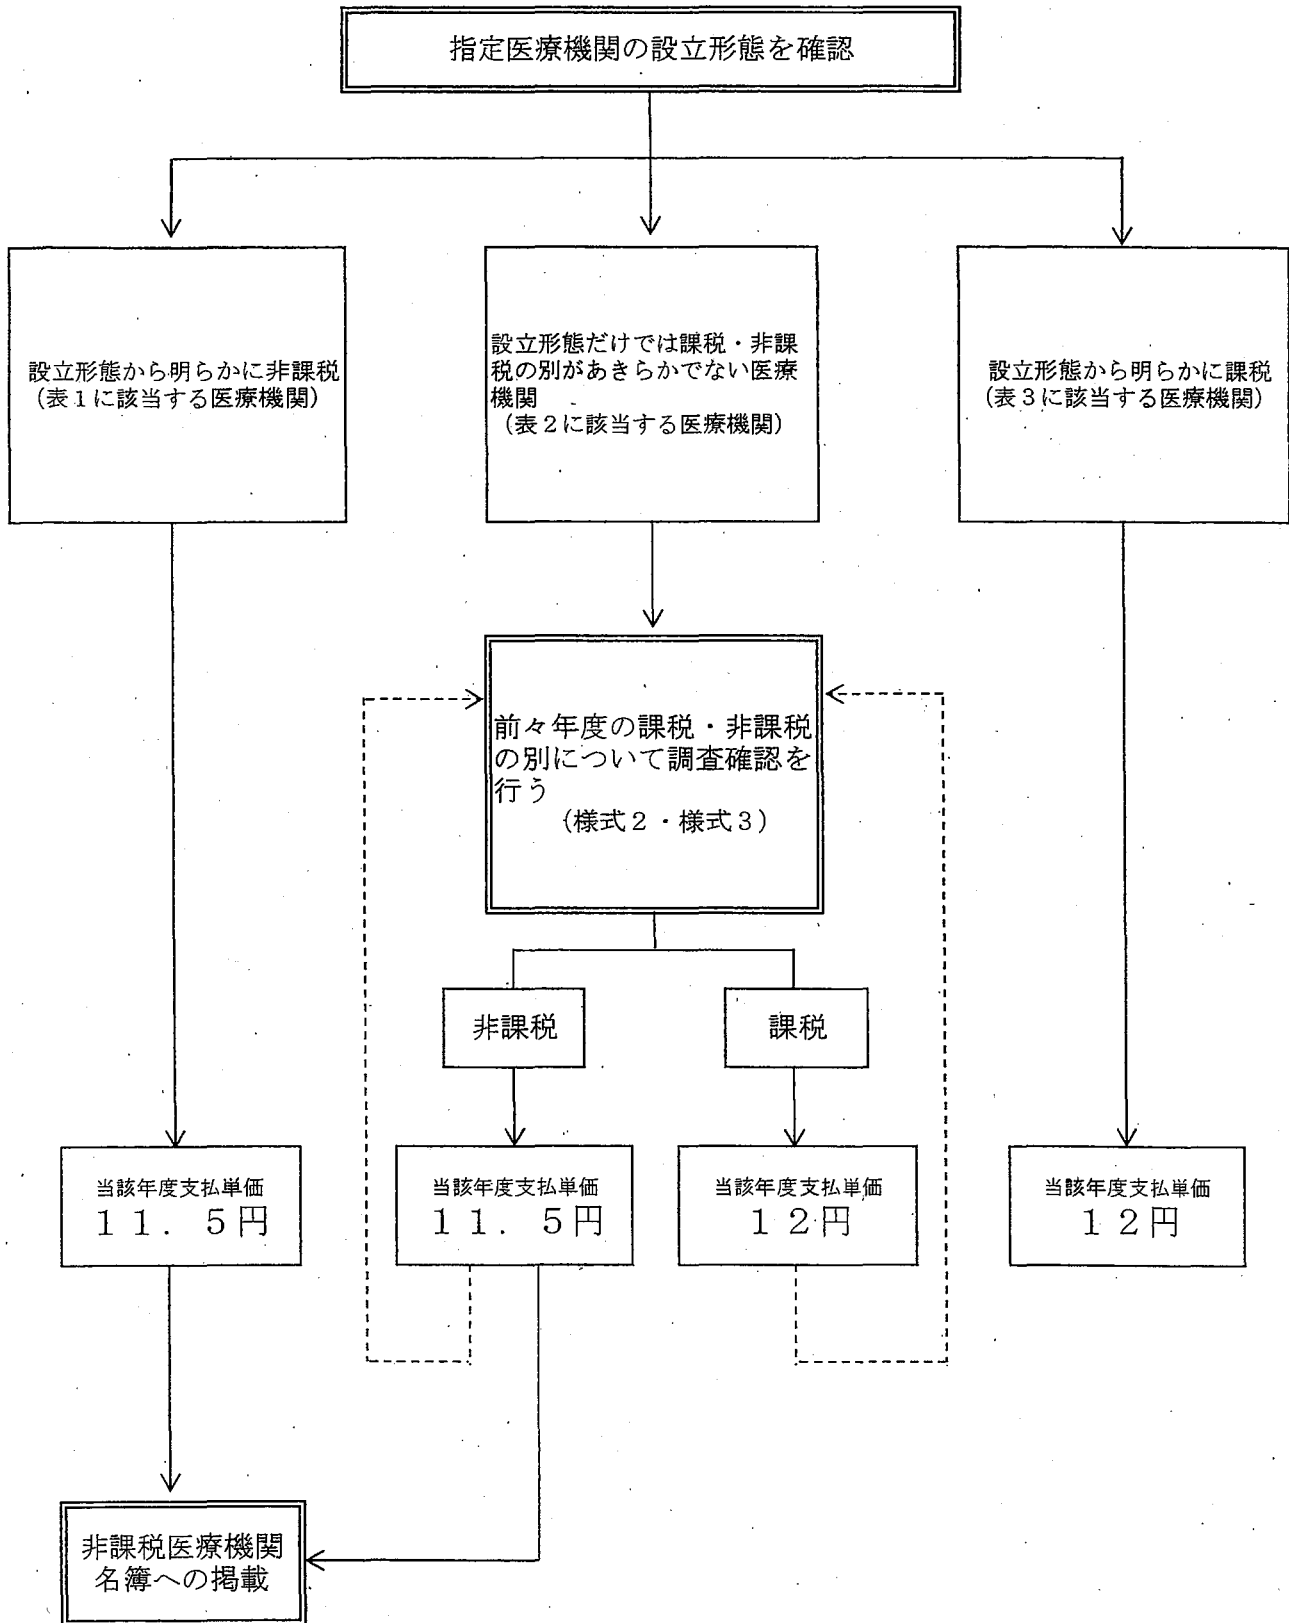 指定医療機関の設立形態を確認
設立形態から明らかに非課税
(表1に該当する医療機関)
設立形態だけでは課税・非課
税の別があきらかでない医療
機関
(表2に該当する医療機関)
設立形態から明らかに課税
(表3に該当する医療機関)
前々年度の課税・非課税
の別について調査確認を
行う
(様式2・様式3)
非課税
課税
当該年度支払単価
11.5円
当該年度支払単価
11.5円
当該年度支払単価
12円
当該年度支払単価
12円
非課税医療機関
名簿への掲載